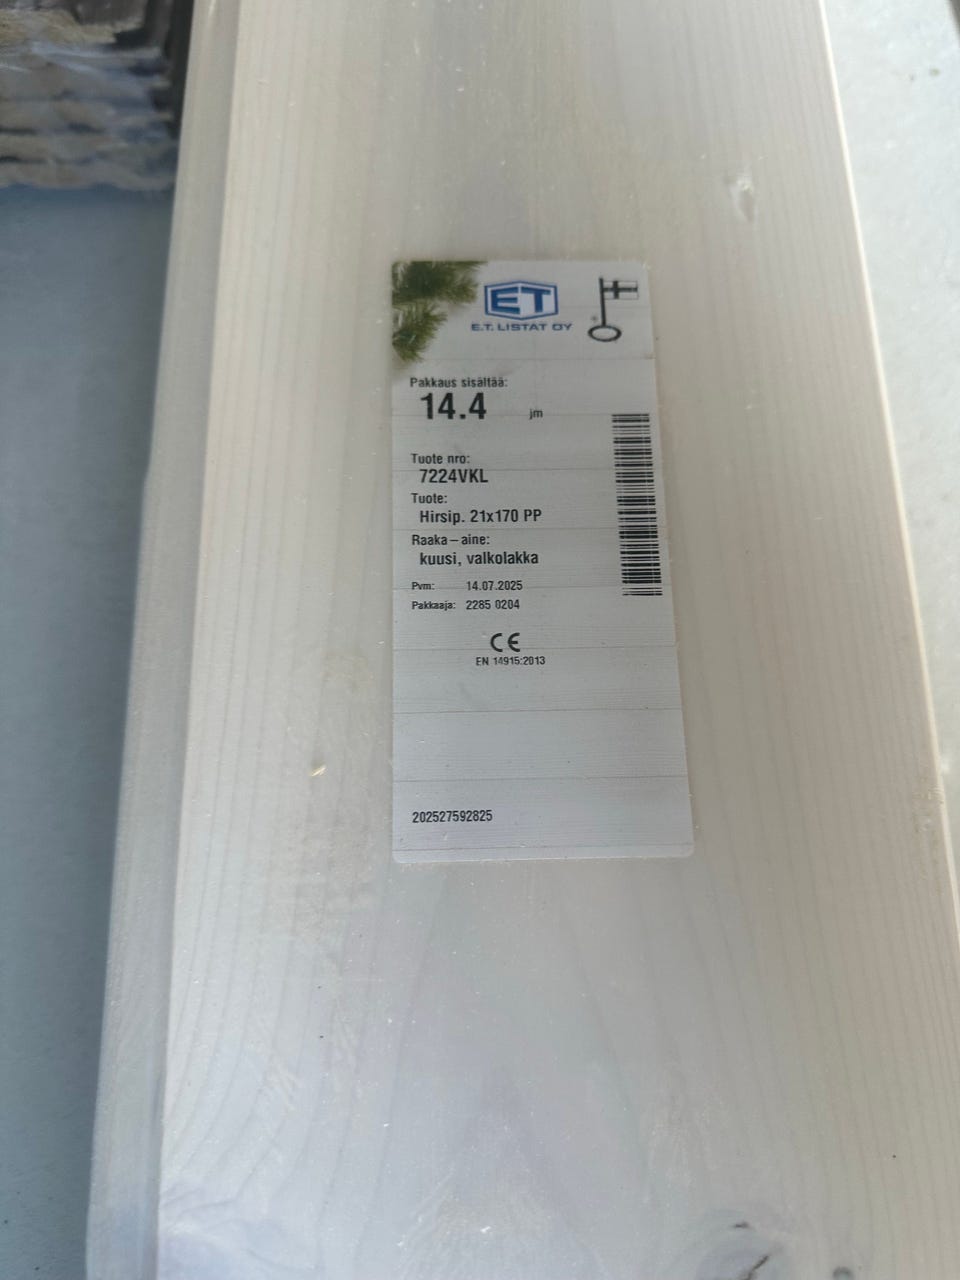 ET
E.T. LISTAT OY
Pakkaus sisältää:
14.4 jm
Tuote nro:
7224VKL
Tuote:
Hirsip. 21x170 PP
Raaka-aine:
kuusi, valkolakka
Pvm: 14.07.2025
Pakkaaja: 2285 0204
CE
EN 14915:2013
202527592825